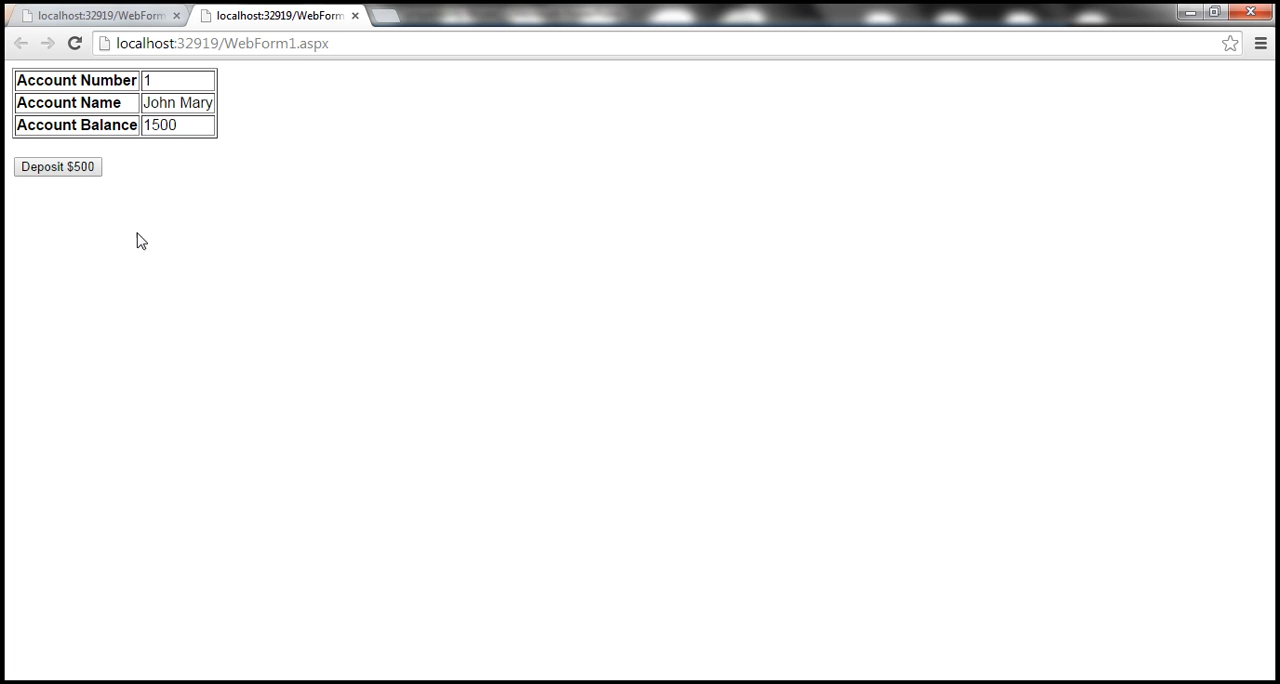 localhost:32919/WebForm localhost:32919/WebForm
localhost:32919/WebForm1.aspx
Account Number 1
Account Name John Mary
Account Balance 1500
Deposit $500